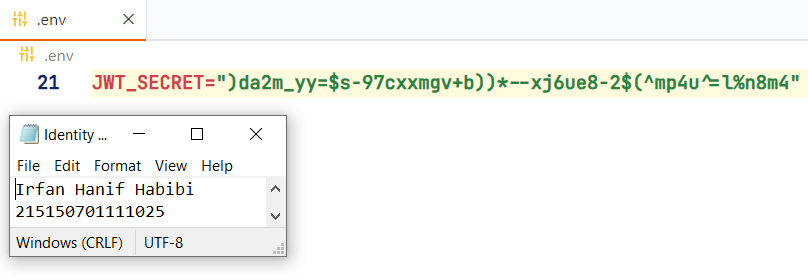 .env
.env
21 JWT_SECRET=")da2m_yy=$s-97cxxmgv+b))*--xj6ue8-2$(^mp4u^=l%n8m4"
Identity ...
File Edit Format View Help
Irfan Hanif Habibi
215150701111025
Windows (CRLF) UTF-8